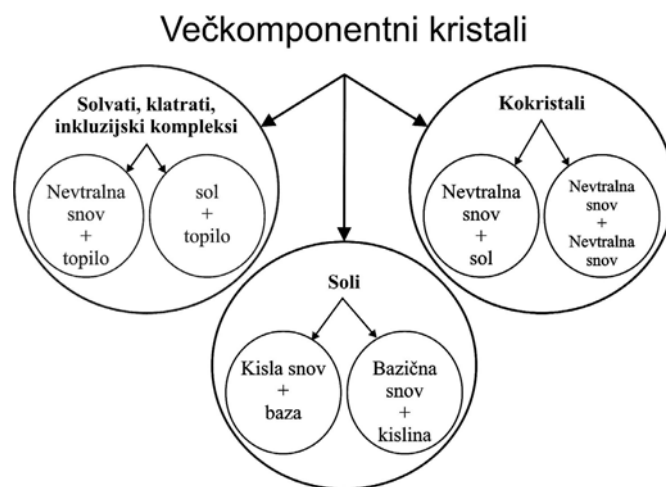 Večkomponentni kristali
Solvati, klatrati,
inkluzijski kompleksi
Nevtralna
snov
+
topilo
sol
+
topilo
Soli
Kisla snov
+
baza
Bazična
snov
+
kislina
Kokristali
Nevtralna
snov
+
sol
Nevtralna
snov
+
Nevtralna
snov